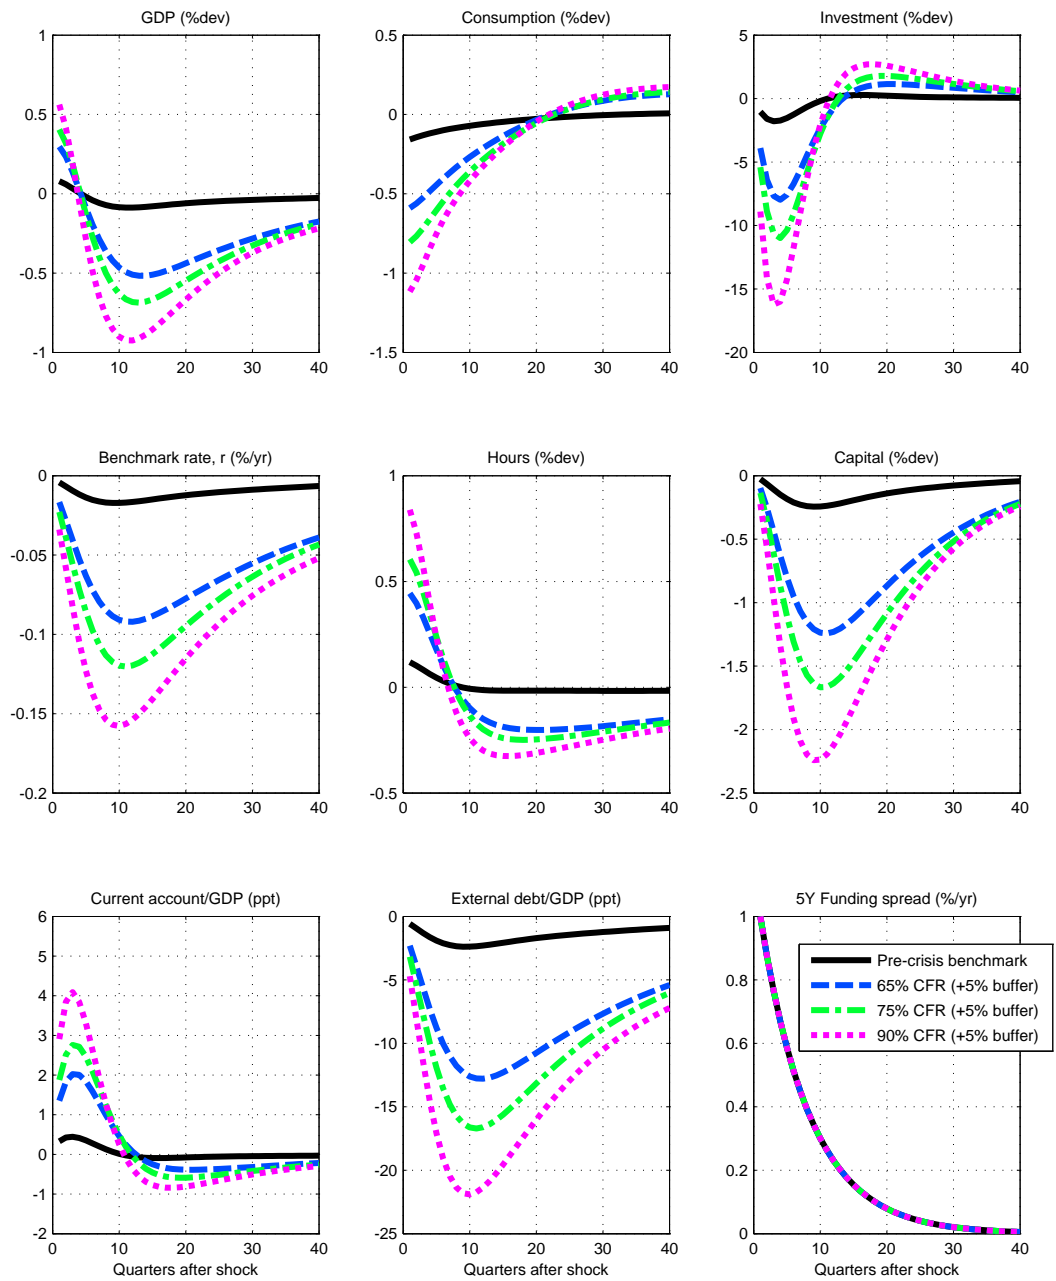 GDP (%dev)
1
0.5
0
-0.5
-1
0 10 20 30 40
Consumption (%dev)
0.5
0
-0.5
-1
-1.5
0 10 20 30 40
Investment (%dev)
5
0
-5
-10
-15
-20
0 10 20 30 40
Benchmark rate, r (%/yr)
0
-0.05
-0.1
-0.15
-0.2
0 10 20 30 40
Hours (%dev)
1
0.5
0
-0.5
0 10 20 30 40
Capital (%dev)
0
-0.5
-1
-1.5
-2
-2.5
0 10 20 30 40
Current account/GDP (ppt)
6
5
4
3
2
1
0
-1
-2
0 10 20 30 40
Quarters after shock
External debt/GDP (ppt)
0
-5
-10
-15
-20
-25
0 10 20 30 40
Quarters after shock
5Y Funding spread (%/yr)
1
0.8
0.6
0.4
0.2
0
0 10 20 30 40
Quarters after shock
Pre-crisis benchmark
65% CFR (+5% buffer)
75% CFR (+5% buffer)
90% CFR (+5% buffer)